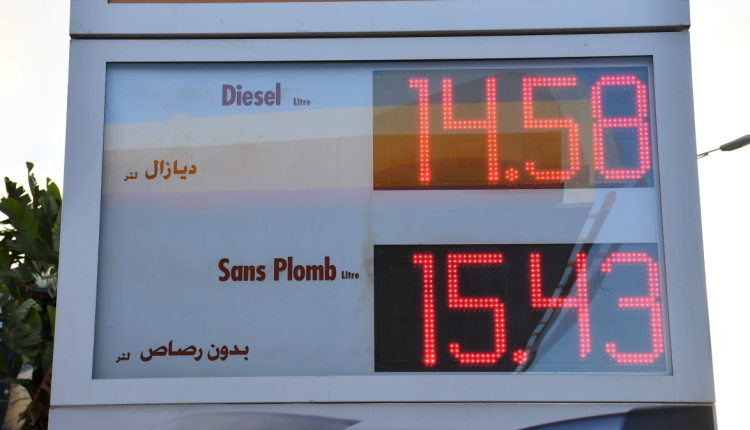 Diesel Litre 14.58
ديازال لتر
Sans Plomb Litre 15.43
بدون رصاص لتر